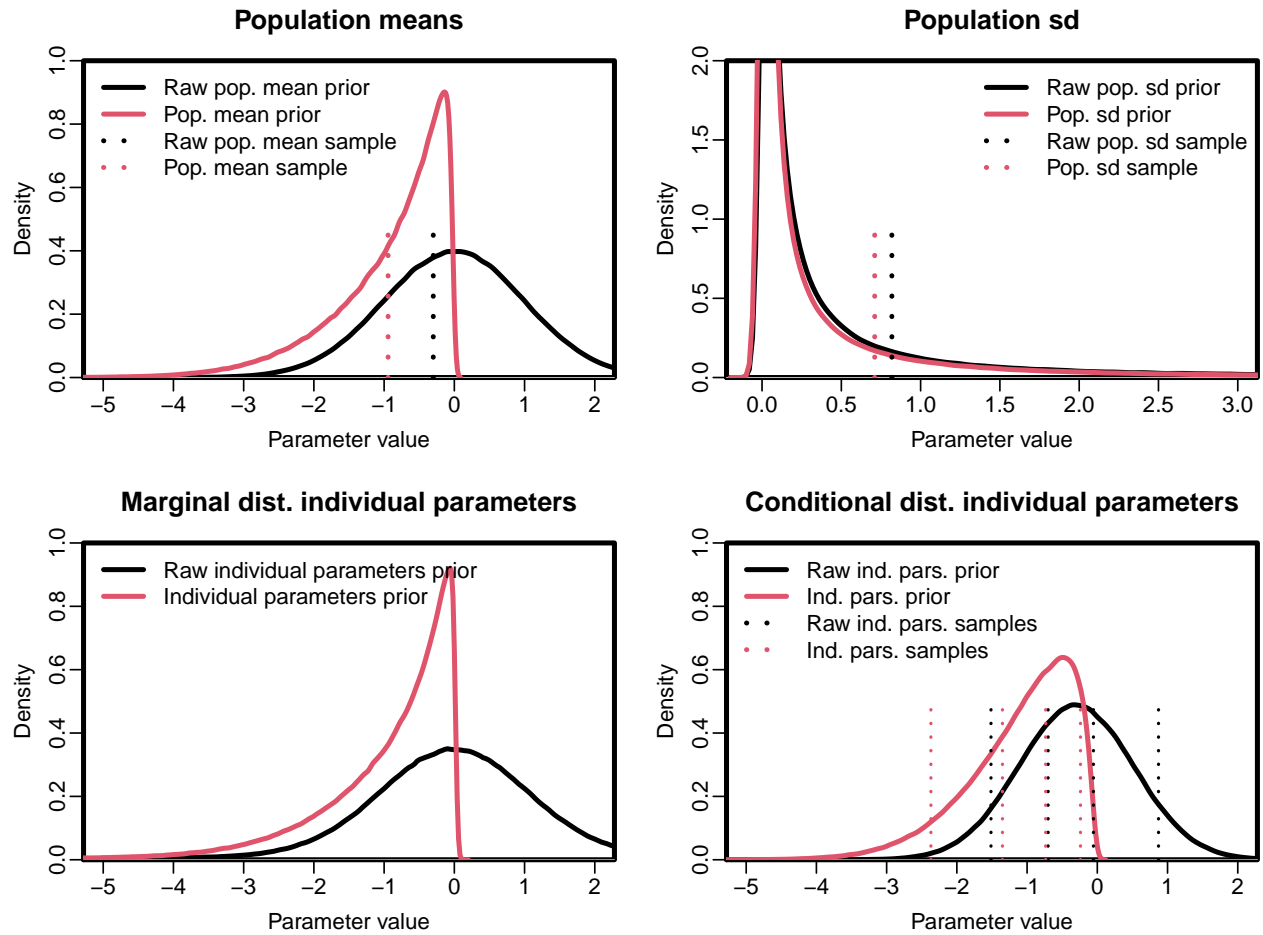 Population means
Raw pop. mean prior
Pop. mean prior
Raw pop. mean sample
Pop. mean sample
Density
0.0 0.2 0.4 0.6 0.8 1.0
−5 −4 −3 −2 −1 0 1 2
Parameter value
Population sd
Raw pop. sd prior
Pop. sd prior
Raw pop. sd sample
Pop. sd sample
Density
0.0 0.5 1.0 1.5 2.0
0.0 0.5 1.0 1.5 2.0 2.5 3.0
Parameter value
Marginal dist. individual parameters
Raw individual parameters prior
Individual parameters prior
Density
0.0 0.2 0.4 0.6 0.8 1.0
−5 −4 −3 −2 −1 0 1 2
Parameter value
Conditional dist. individual parameters
Raw ind. pars. prior
Ind. pars. prior
Raw ind. pars. samples
Ind. pars. samples
Density
0.0 0.2 0.4 0.6 0.8 1.0
−5 −4 −3 −2 −1 0 1 2
Parameter value